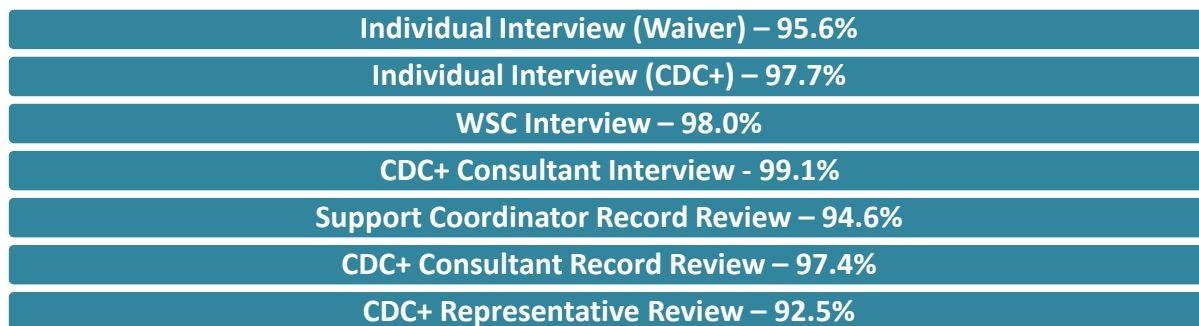 Individual Interview (Waiver) – 95.6%
Individual Interview (CDC+) – 97.7%
WSC Interview – 98.0%
CDC+ Consultant Interview - 99.1%
Support Coordinator Record Review – 94.6%
CDC+ Consultant Record Review – 97.4%
CDC+ Representative Review – 92.5%